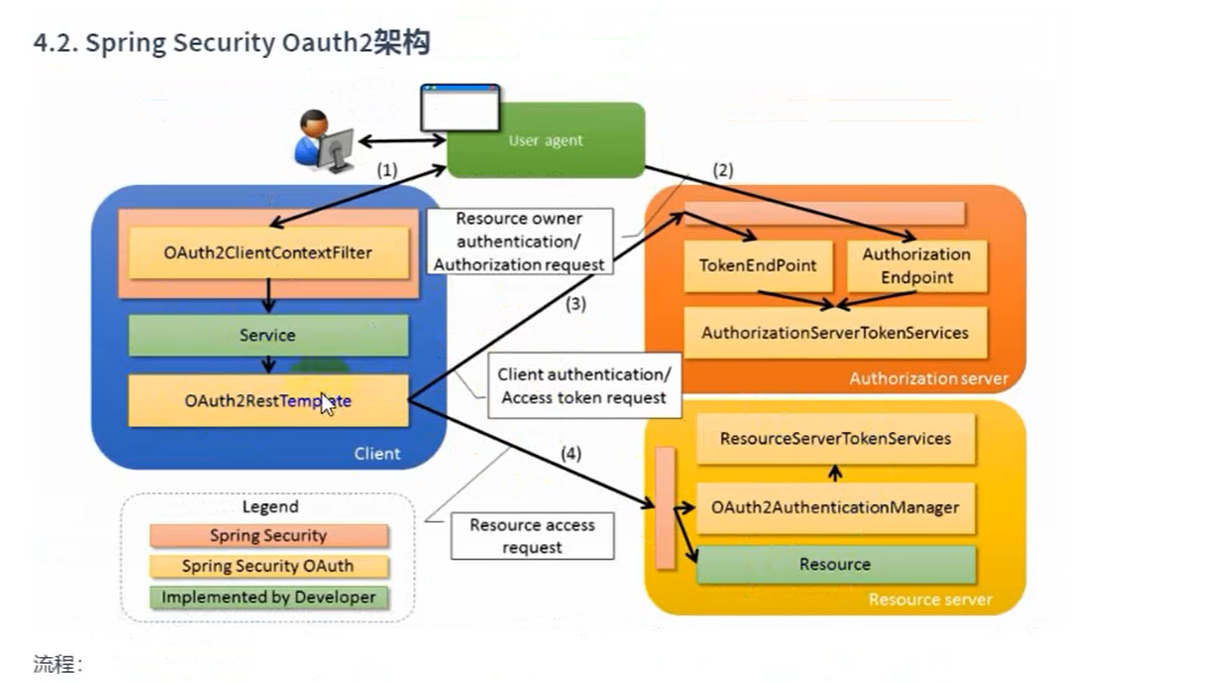 4.2. Spring Security Oauth2架构
User agent
(1)
(2)
OAuth2ClientContextFilter
Service
OAuth2RestTemplate
Client
Resource owner
authentication/
Authorization request
(3)
Client authentication/
Access token request
(4)
Resource access
request
TokenEndPoint
Authorization
Endpoint
AuthorizationServerTokenServices
Authorization server
ResourceServerTokenServices
OAuth2AuthenticationManager
Resource
Resource server
Legend
Spring Security
Spring Security OAuth
Implemented by Developer
流程：